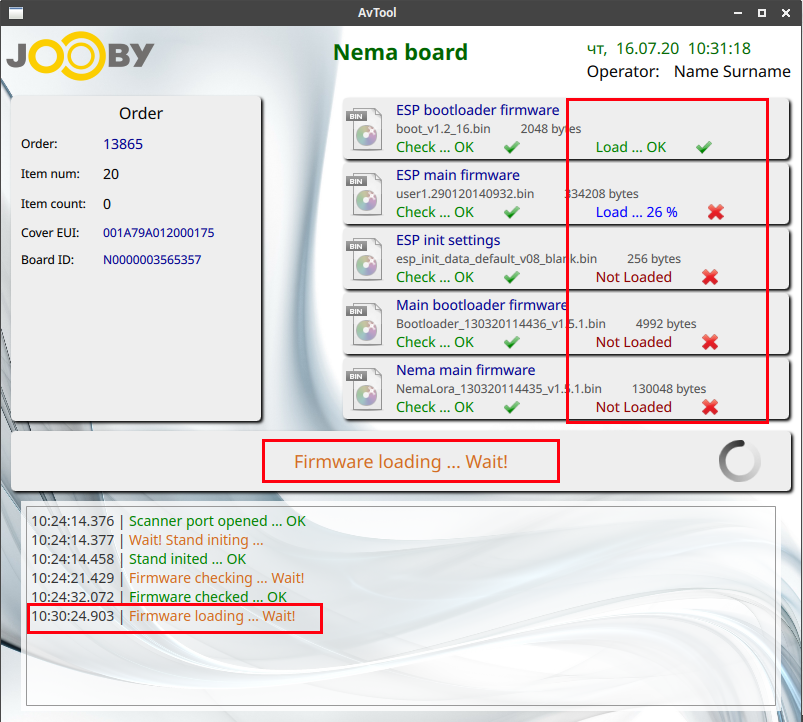 AvTool
JOOBY
Nema board
чт, 16.07.20 10:31:18
Operator: Name Surname
Order
Order: 13865
Item num: 20
Item count: 0
Cover EUI: 001A79A012000175
Board ID: N0000003565357
BIN
ESP bootloader firmware
boot_v1.2_16.bin 2048 bytes
Check ... OK Load ... OK
BIN
ESP main firmware
user1.290120140932.bin 334208 bytes
Check ... OK Load ... 26 %
BIN
ESP init settings
esp_init_data_default_v08_blank.bin 256 bytes
Check ... OK Not Loaded
BIN
Main bootloader firmware
Bootloader_130320114436_v1.5.1.bin 4992 bytes
Check ... OK Not Loaded
BIN
Nema main firmware
NemaLora_130320114435_v1.5.1.bin 130048 bytes
Check ... OK Not Loaded
Firmware loading ... Wait!
10:24:14.376 | Scanner port opened ... OK
10:24:14.377 | Wait! Stand initing ...
10:24:14.458 | Stand inited ... OK
10:24:21.429 | Firmware checking ... Wait!
10:24:32.072 | Firmware checked ... OK
10:30:24.903 | Firmware loading ... Wait!